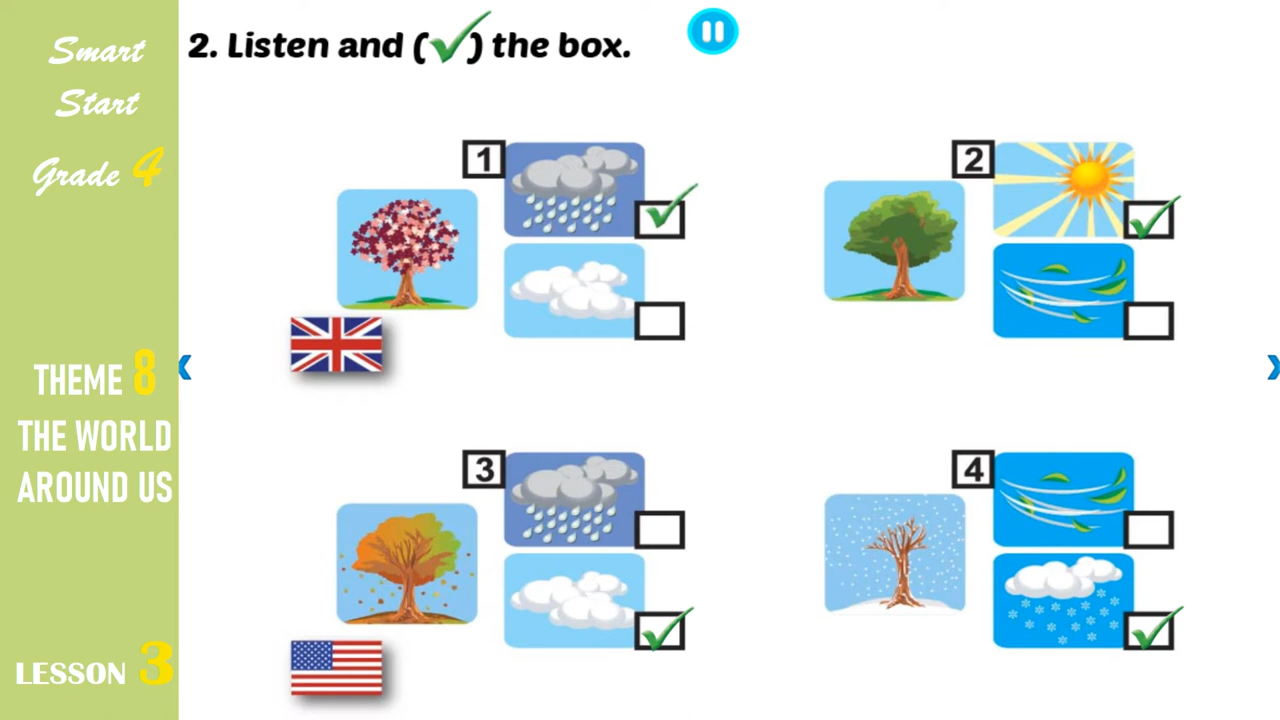 Smart
Start
Grade 4
THEME 8
THE WORLD
AROUND US
LESSON 3
2. Listen and (✓) the box.
1
2
3
4